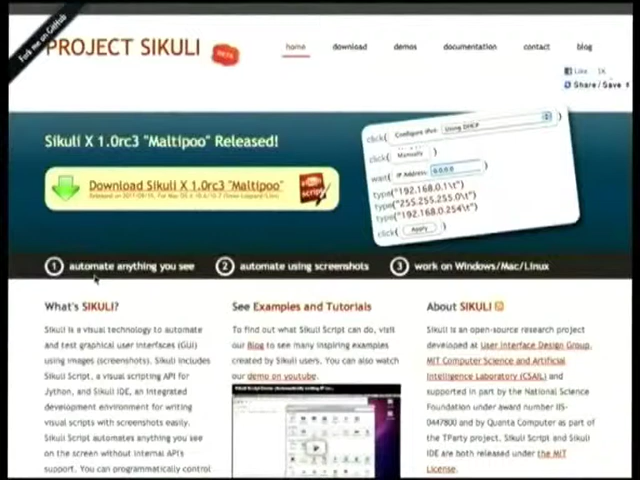 Fork me on GitHub
PROJECT SIKULI
BETA
home download demos documentation contact blog
Like 1K
Share / Save
Sikuli X 1.0rc3 "Maltipoo" Released!
Download Sikuli X 1.0rc3 "Maltipoo"
click( Configure IPv4: Using DHCP
click( Manually )
wait( IP Address: 0.0.0.0 )
type("192.168.0.1\t")
type("255.255.255.0\t")
type("192.168.0.254\t")
click( Apply )
1 automate anything you see
2 automate using screenshots
3 work on Windows/Mac/Linux
What's SIKULI?
Sikuli is a visual technology to automate
and test graphical user interfaces (GUI)
using images (screenshots). Sikuli includes
Sikuli Script, a visual scripting API for
Jython, and Sikuli IDE, an integrated
development environment for writing
visual scripts with screenshots easily.
Sikuli Script automates anything you see
on the screen without internal API's
support. You can programmatically control
See Examples and Tutorials
To find out what Sikuli Script can do, visit
our Blog to see many inspiring examples
created by Sikuli users. You can also watch
our demo on youtube.
About SIKULI
Sikuli is an open-source research project
developed at User Interface Design Group,
MIT Computer Science and Artificial
Intelligence Laboratory (CSAIL) and
supported in part by the National Science
Foundation under award number IIS-
0447800 and by Quanta Computer as part of
the TParty project. Sikuli Script and Sikuli
IDE are both released under the MIT
License.